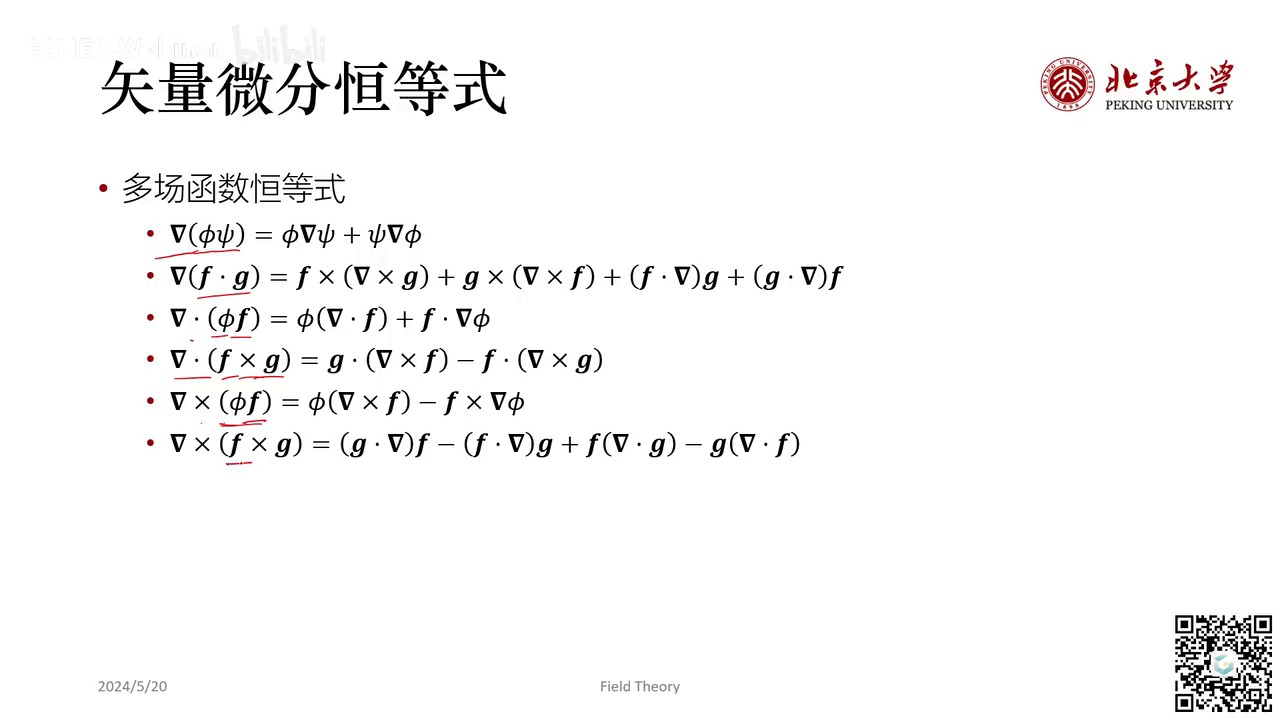 bilibili
矢量微分恒等式
北京大学
PEKING UNIVERSITY
• 多场函数恒等式
• ∇(ϕψ) = ϕ∇ψ + ψ∇ϕ
• ∇(f · g) = f × (∇ × g) + g × (∇ × f) + (f · ∇)g + (g · ∇)f
• ∇ · (ϕf) = ϕ(∇ · f) + f · ∇ϕ
• ∇ · (f × g) = g · (∇ × f) − f · (∇ × g)
• ∇ × (ϕf) = ϕ(∇ × f) − f × ∇ϕ
• ∇ × (f × g) = (g · ∇)f − (f · ∇)g + f(∇ · g) − g(∇ · f)
2024/5/20
Field Theory